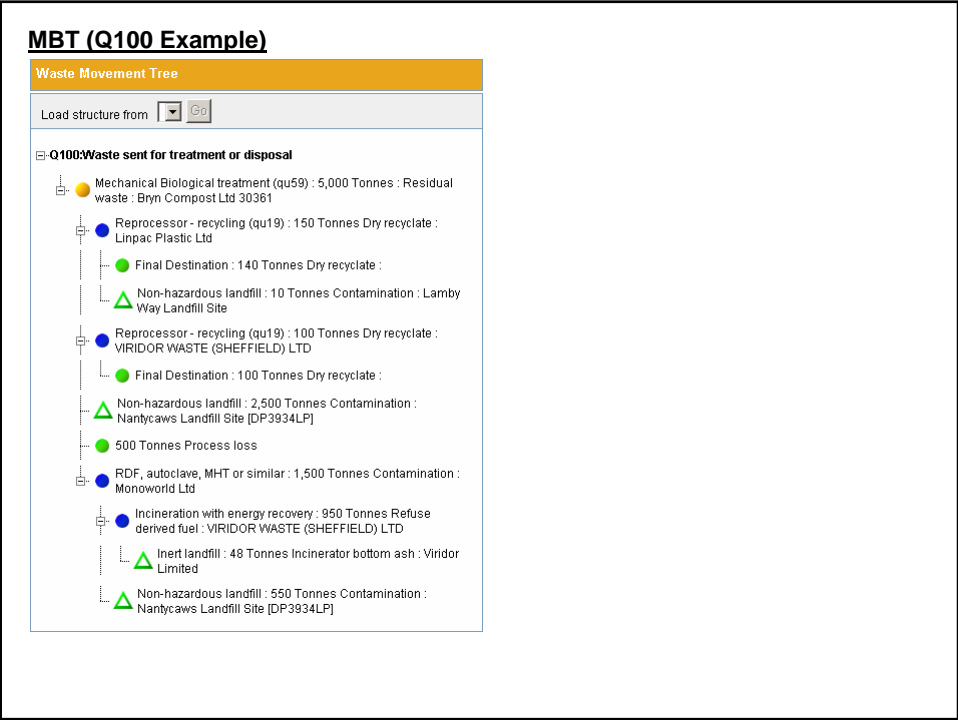 MBT (Q100 Example)
Waste Movement Tree
Load structure from Go
Q100:Waste sent for treatment or disposal
Mechanical Biological treatment (qu59) : 5,000 Tonnes : Residual
waste : Bryn Compost Ltd 30361
Reprocessor - recycling (qu19) : 150 Tonnes Dry recyclate :
Linpac Plastic Ltd
Final Destination : 140 Tonnes Dry recyclate :
Non-hazardous landfill : 10 Tonnes Contamination : Lamby
Way Landfill Site
Reprocessor - recycling (qu19) : 100 Tonnes Dry recyclate :
VIRIDOR WASTE (SHEFFIELD) LTD
Final Destination : 100 Tonnes Dry recyclate :
Non-hazardous landfill : 2,500 Tonnes Contamination :
Nantycaws Landfill Site [DP3934LP]
500 Tonnes Process loss
RDF, autoclave, MHT or similar : 1,500 Tonnes Contamination :
Monoworld Ltd
Incineration with energy recovery : 950 Tonnes Refuse
derived fuel : VIRIDOR WASTE (SHEFFIELD) LTD
Inert landfill : 48 Tonnes Incinerator bottom ash : Viridor
Limited
Non-hazardous landfill : 550 Tonnes Contamination :
Nantycaws Landfill Site [DP3934LP]